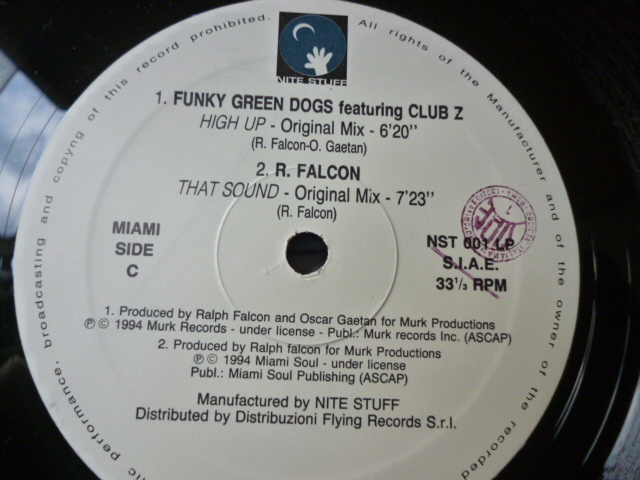 NITE STUFF
1. FUNKY GREEN DOGS featuring CLUB Z
HIGH UP - Original Mix - 6'20''
(R. Falcon-O. Gaetan)
2. R. FALCON
THAT SOUND - Original Mix - 7'23''
(R. Falcon)
MIAMI
SIDE
C
NST 001 LP
S.I.A.E.
33 1/3 RPM
1. Produced by Ralph Falcon and Oscar Gaetan for Murk Productions
℗ © 1994 Murk Records - under license - Publ.: Murk records Inc. (ASCAP)
2. Produced by Ralph falcon for Murk Productions
℗ © 1994 Miami Soul - under license
Publ.: Miami Soul Publishing (ASCAP)
Manufactured by NITE STUFF
Distributed by Distribuzioni Flying Records S.r.l.
All rights of the Manufacturer and of the owner of the recorded
performance, broadcasting and copyng of this record prohibited.